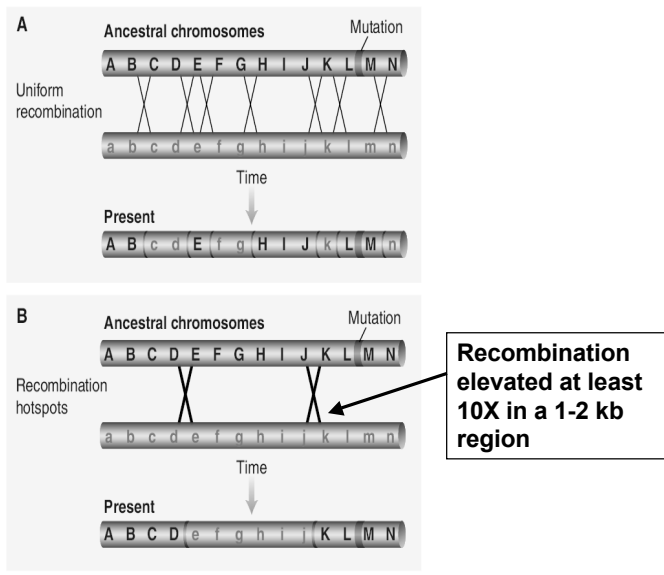 A
Ancestral chromosomes
Mutation
A B C D E F G H I J K L M N
Uniform
recombination
a b c d e f g h i j k l m n
Time
Present
A B c d E f g H I J k L M n
B
Ancestral chromosomes
Mutation
A B C D E F G H I J K L M N
Recombination
hotspots
a b c d e f g h i j k l m n
Time
Present
A B C D e f g h i j K L M N
Recombination
elevated at least
10X in a 1-2 kb
region